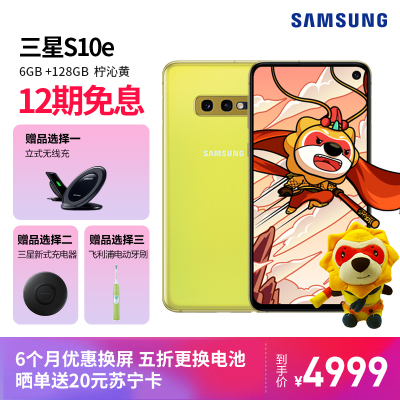 SAMSUNG
三星S10e
6GB +128GB 柠沁黄
12期免息
赠品选择一
立式无线充
赠品选择二
三星新式充电器
赠品选择三
飞利浦电动牙刷
SAMSUNG
6个月优惠换屏 五折更换电池
晒单送20元苏宁卡
到手价
¥4999